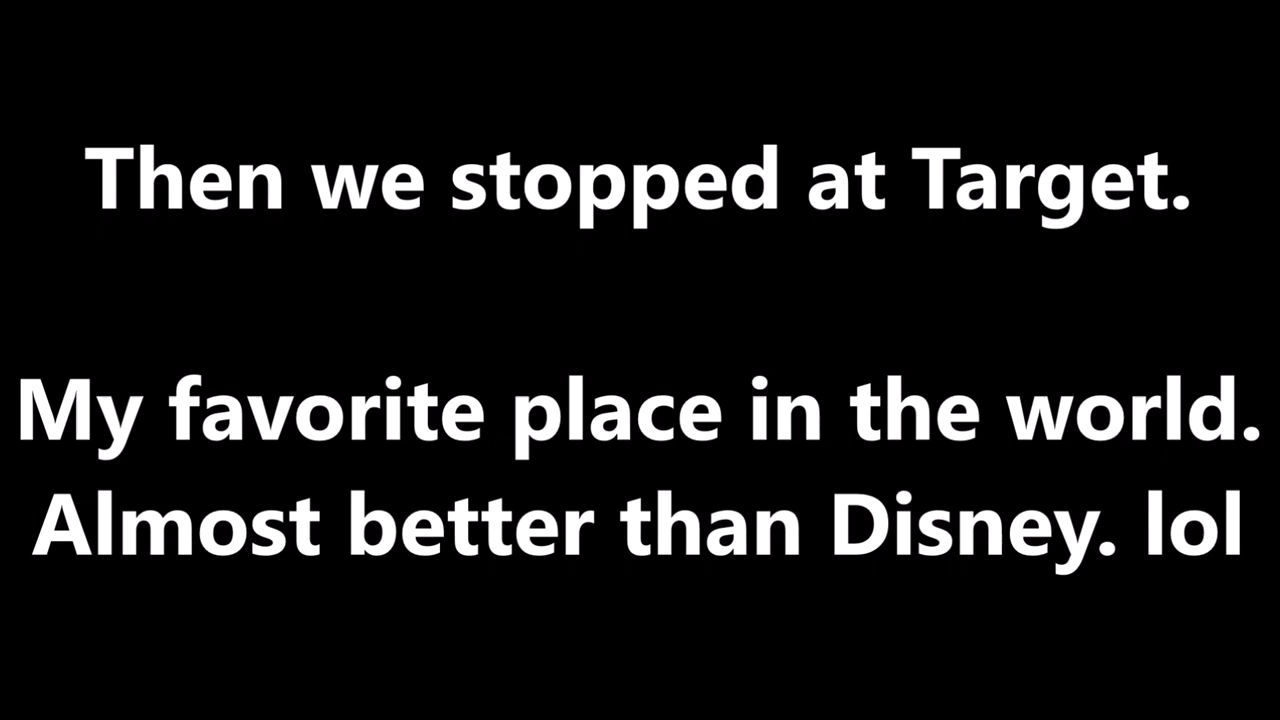 Then we stopped at Target.
My favorite place in the world.
Almost better than Disney. lol